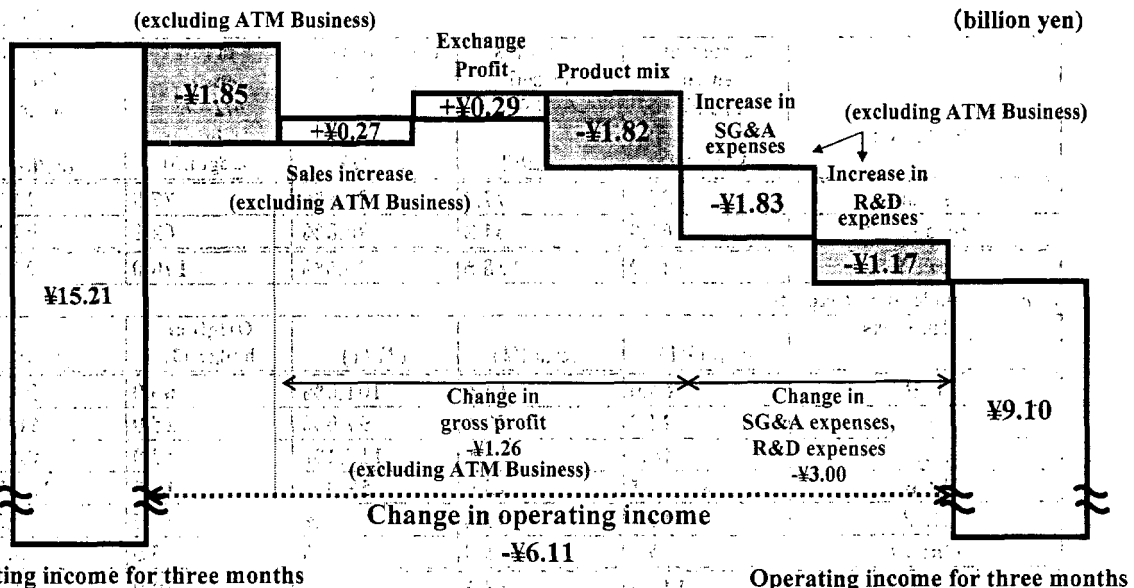 (excluding ATM Business)
(billion yen)
Exchange
Profit
Product mix
-¥1.85
+¥0.27
+¥0.29
-¥1.82
Increase in
SG&A
expenses
(excluding ATM Business)
Sales increase
(excluding ATM Business)
-¥1.83
Increase in
R&D
expenses
-¥1.17
¥15.21
Change in
gross profit
-¥1.26
(excluding ATM Business)
Change in
SG&A expenses,
R&D expenses
-¥3.00
¥9.10
Change in operating income
-¥6.11
ting income for three months
Operating income for three months